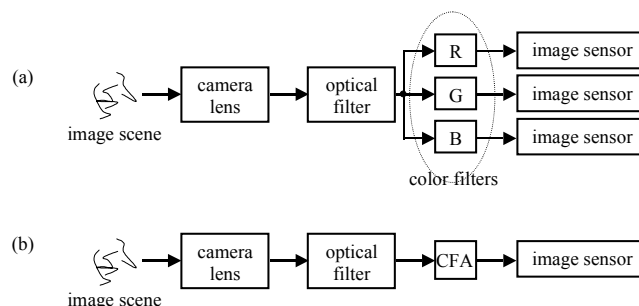 (a)
image scene
camera
lens
optical
filter
R
G
B
color filters
image sensor
image sensor
image sensor
(b)
image scene
camera
lens
optical
filter
CFA
image sensor